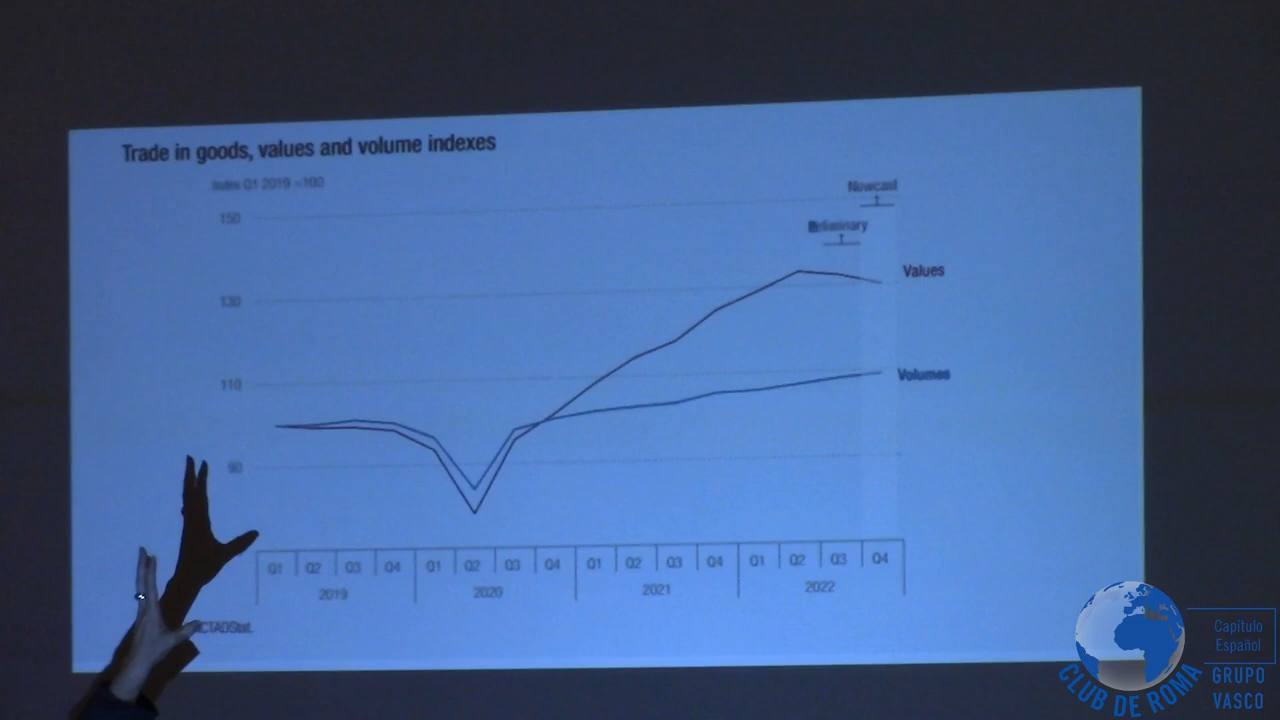 Trade in goods, values and volume indexes
Index Q1 2019 =100
Nowcast
150
Preliminary
Values
130
110
Volumes
90
Q1 Q2 Q3 Q4 Q1 Q2 Q3 Q4 Q1 Q2 Q3 Q4 Q1 Q2 Q3 Q4
2019 2020 2021 2022
CTADStat.
Capítulo
Español
CLUB DE ROMA
GRUPO
VASCO